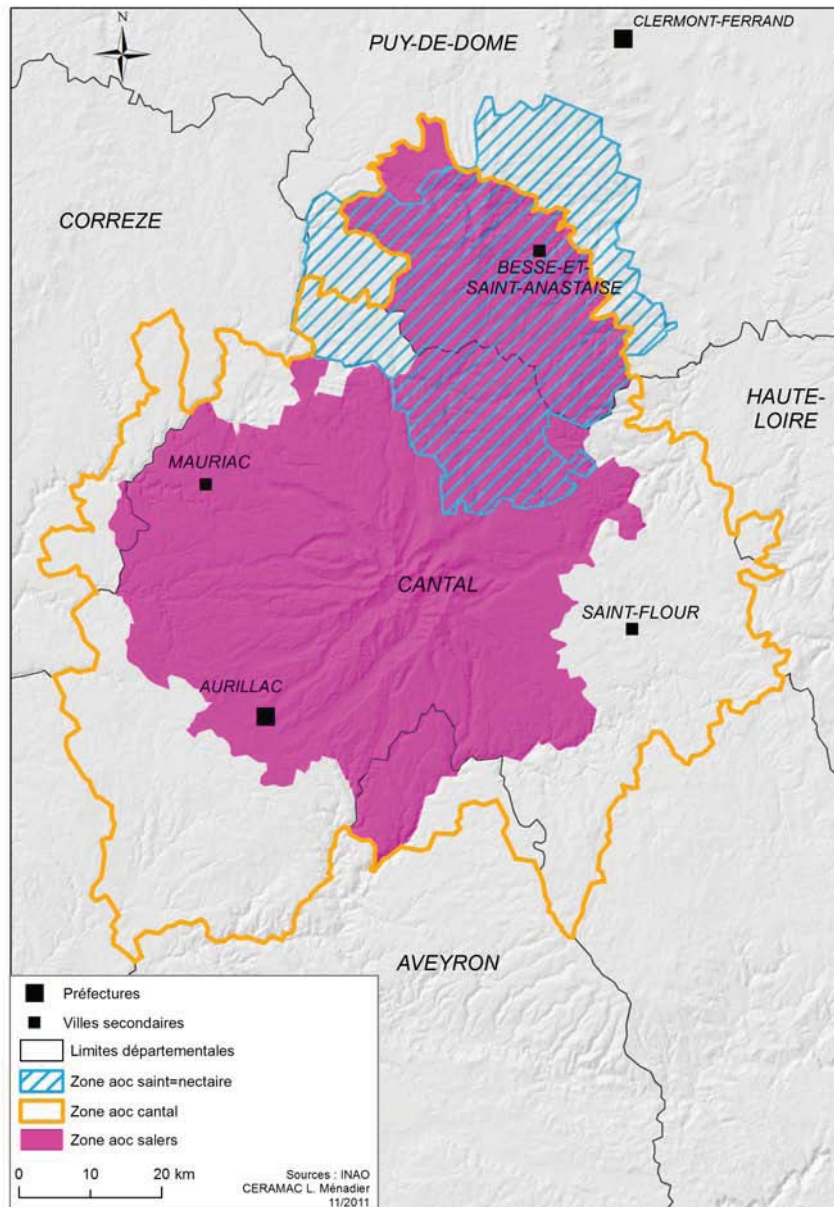 N
CLERMONT-FERRAND
PUY-DE-DOME
CORREZE
BESSE-ET-
SAINT-ANASTAISE
HAUTE-
LOIRE
MAURIAC
CANTAL
SAINT-FLOUR
AURILLAC
AVEYRON
Préfectures
Villes secondaires
Limites départementales
Zone aoc saint=nectaire
Zone aoc cantal
Zone aoc salers
0 10 20 km
Sources : INAO
CERAMAC L. Ménadier
11/2011